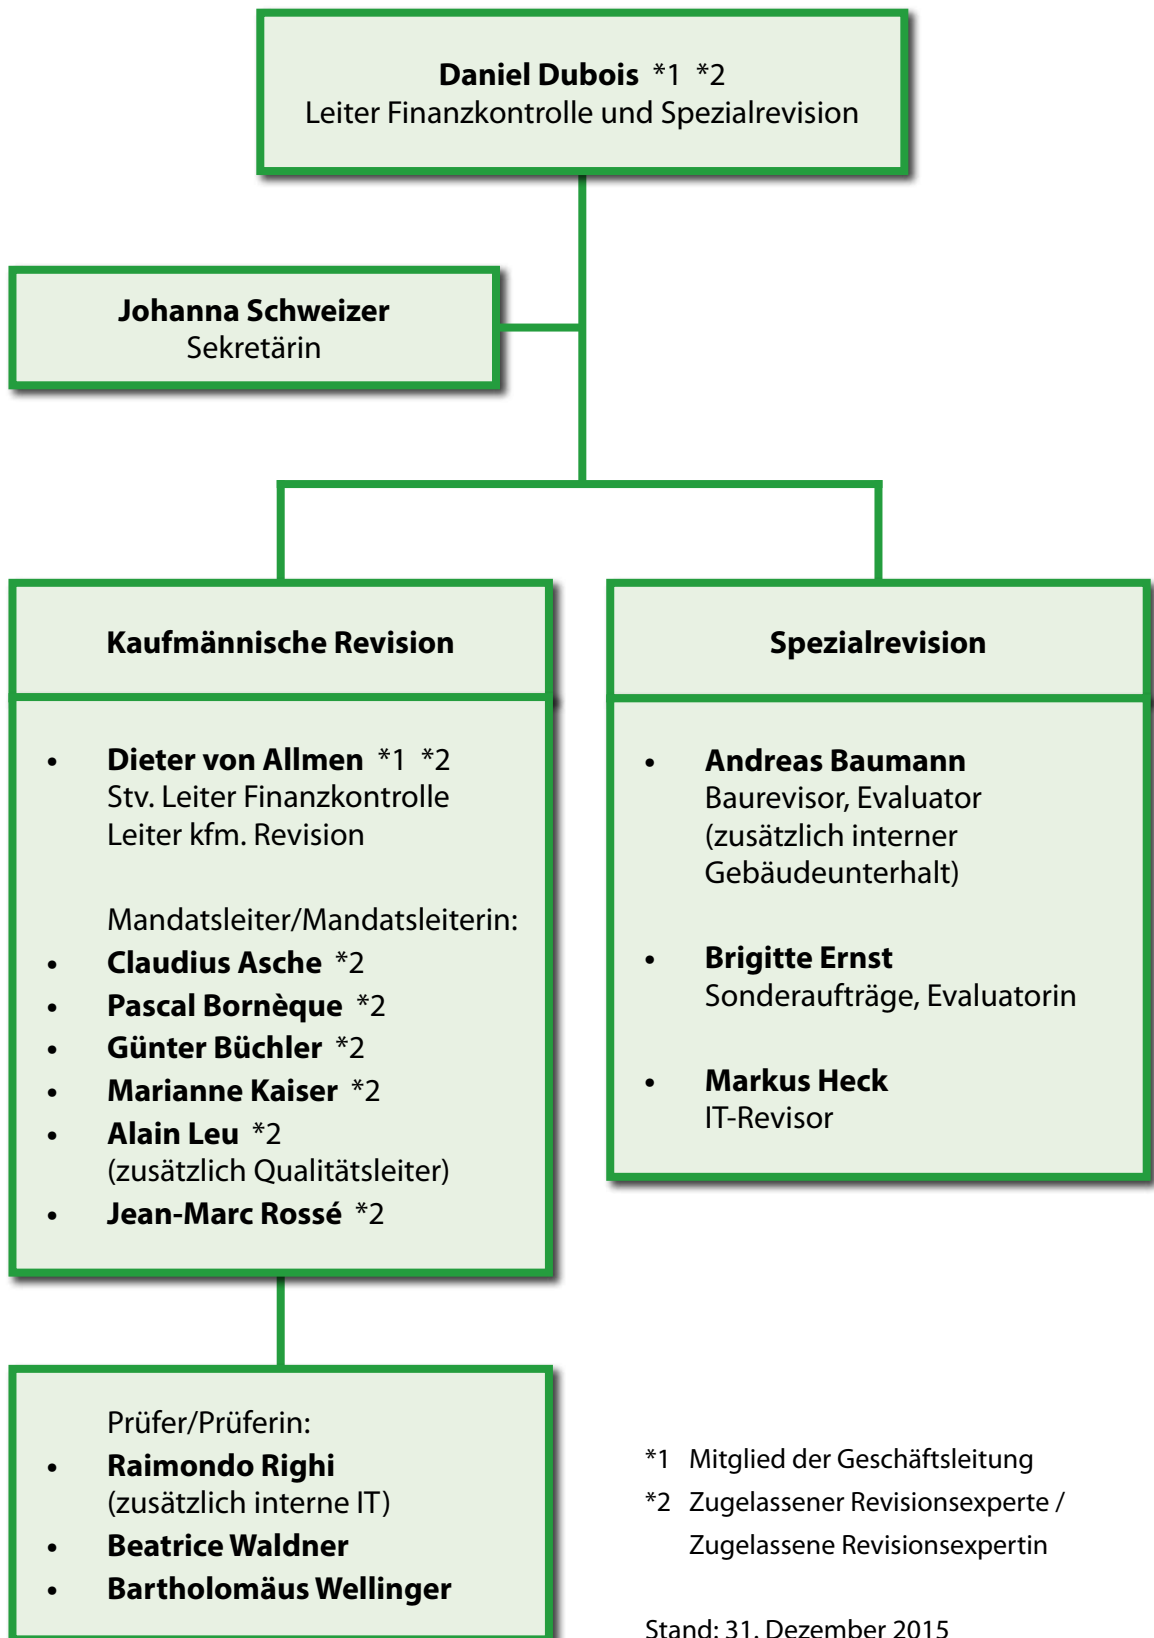 Daniel Dubois *1 *2
Leiter Finanzkontrolle und Spezialrevision
Johanna Schweizer
Sekretärin
Kaufmännische Revision
• Dieter von Allmen *1 *2
Stv. Leiter Finanzkontrolle
Leiter kfm. Revision
Mandatsleiter/Mandatsleiterin:
• Claudius Asche *2
• Pascal Bornèque *2
• Günter Büchler *2
• Marianne Kaiser *2
• Alain Leu *2
(zusätzlich Qualitätsleiter)
• Jean-Marc Rossé *2
Spezialrevision
• Andreas Baumann
Baurevisor, Evaluator
(zusätzlich interner
Gebäudeunterhalt)
• Brigitte Ernst
Sonderaufträge, Evaluatorin
• Markus Heck
IT-Revisor
Prüfer/Prüferin:
• Raimondo Righi
(zusätzlich interne IT)
• Beatrice Waldner
• Bartholomäus Wellinger
*1 Mitglied der Geschäftsleitung
*2 Zugelassener Revisionsexperte /
Zugelassene Revisionsexpertin
Stand: 31. Dezember 2015